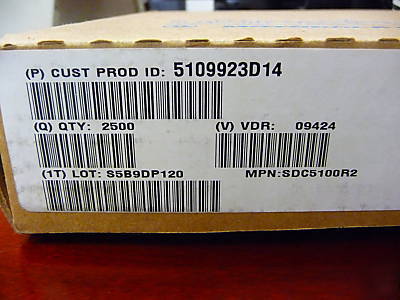 (P) CUST PROD ID: 5109923D14
(Q) QTY: 2500 (V) VDR: 09424
(1T) LOT: S5B9DP120 MPN:SDC5100R2